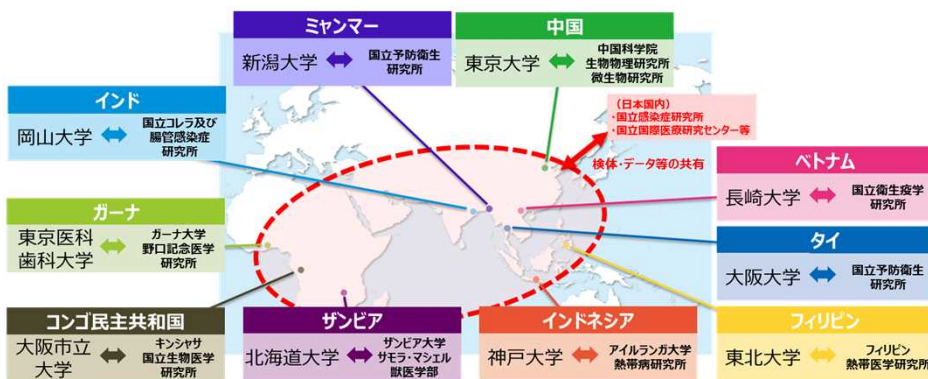 ミャンマー
新潟大学 ⇔ 国立予防衛生
研究所
中国
東京大学 ⇔ 中国科学院
生物物理研究所
微生物研究所
(日本国内)
・国立感染症研究所
・国立国際医療研究センター等
検体・データ等の共有
インド
岡山大学 ⇔ 国立コレラ及び
腸管感染症
研究所
ベトナム
長崎大学 ⇔ 国立衛生疫学
研究所
ガーナ
東京医科
歯科大学 ⇔ ガーナ大学
野口記念医学
研究所
タイ
大阪大学 ⇔ 国立予防衛生
研究所
コンゴ民主共和国
大阪市立
大学 ⇔ キンシャサ
国立生物医学
研究所
ザンビア
北海道大学 ⇔ ザンビア大学
サモラ・マシェル
獣医学部
インドネシア
神戸大学 ⇔ アイルランガ大学
熱帯病研究所
フィリピン
東北大学 ⇔ フィリピン
熱帯医学研究所